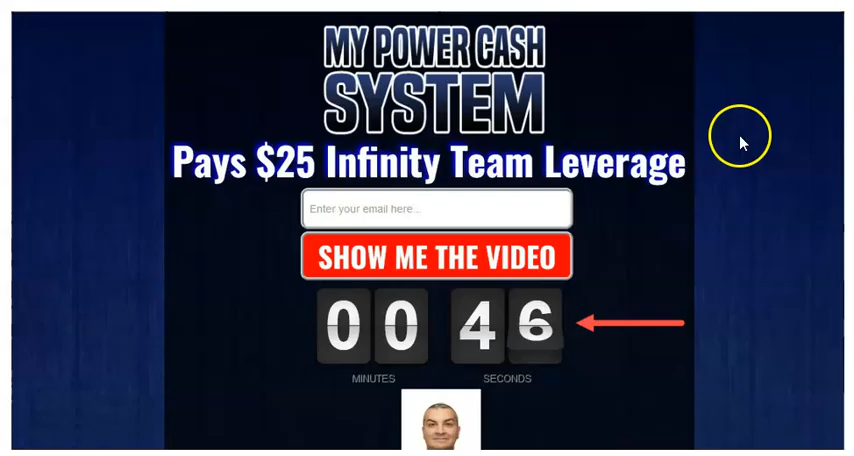 MY POWER CASH
SYSTEM
Pays $25 Infinity Team Leverage
Enter your email here...
SHOW ME THE VIDEO
00 46
MINUTES SECONDS